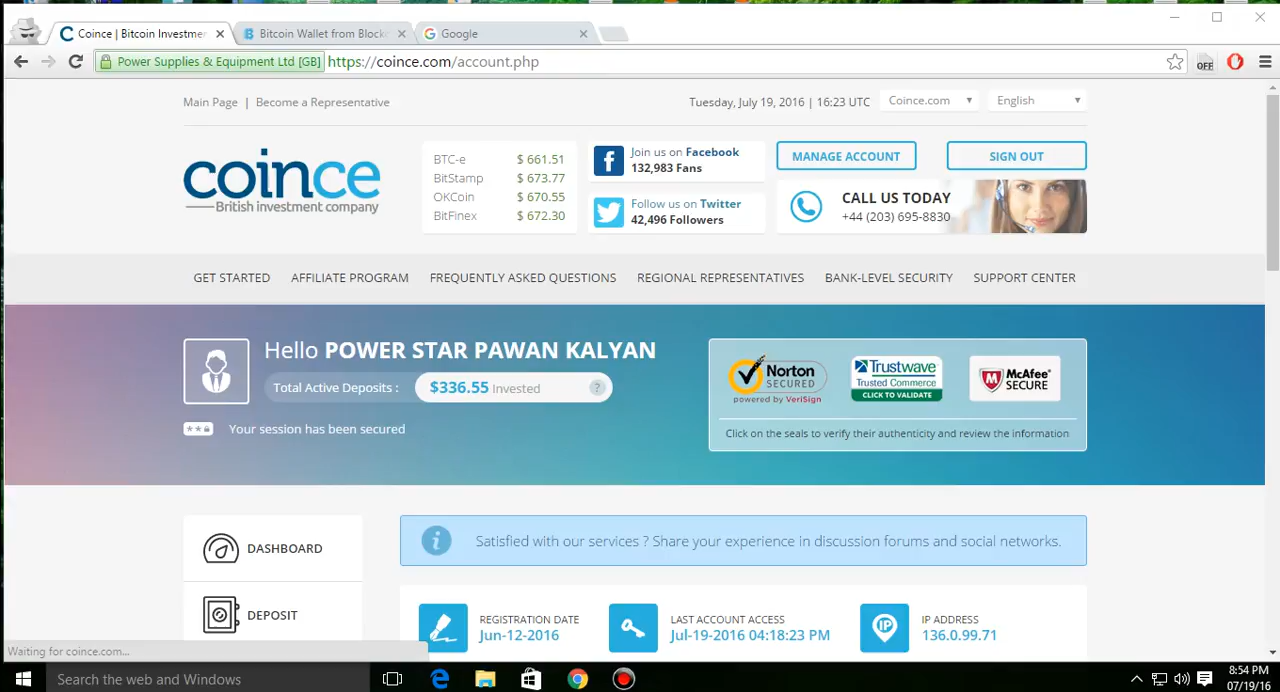 Coince | Bitcoin Investmen
Bitcoin Wallet from Blockc
Google
Power Supplies & Equipment Ltd [GB]
https://coince.com/account.php
OFF
Main Page | Become a Representative
Tuesday, July 19, 2016 | 16:23 UTC
Coince.com
English
coince
British investment company
BTC-e $ 661.51
BitStamp $ 673.77
OKCoin $ 670.55
BitFinex $ 672.30
Join us on Facebook
132,983 Fans
Follow us on Twitter
42,496 Followers
MANAGE ACCOUNT
SIGN OUT
CALL US TODAY
+44 (203) 695-8830
GET STARTED
AFFILIATE PROGRAM
FREQUENTLY ASKED QUESTIONS
REGIONAL REPRESENTATIVES
BANK-LEVEL SECURITY
SUPPORT CENTER
Hello POWER STAR PAWAN KALYAN
Total Active Deposits :
$336.55 Invested
?
Your session has been secured
Norton
SECURED
powered by VeriSign
Trustwave
Trusted Commerce
CLICK TO VALIDATE
McAfee
SECURE
Click on the seals to verify their authenticity and review the information
DASHBOARD
DEPOSIT
Satisfied with our services ? Share your experience in discussion forums and social networks.
REGISTRATION DATE
Jun-12-2016
LAST ACCOUNT ACCESS
Jul-19-2016 04:18:23 PM
IP
IP ADDRESS
136.0.99.71
Waiting for coince.com...
Search the web and Windows
8:54 PM
07/19/16